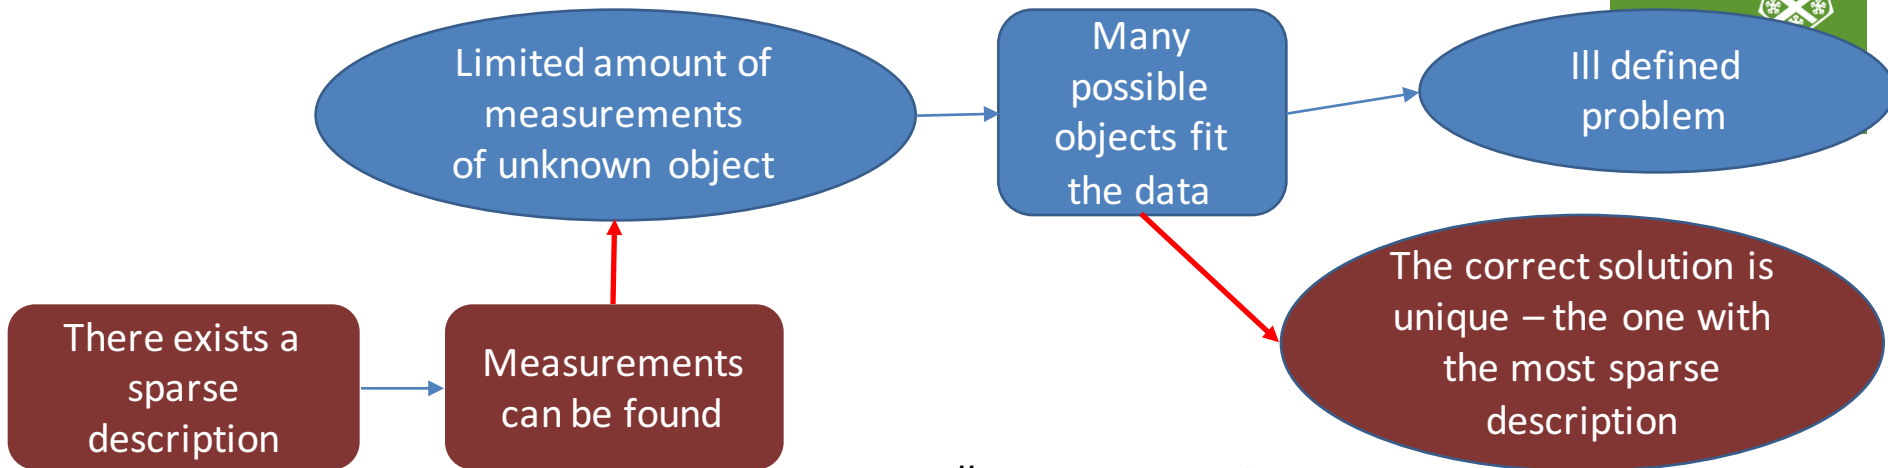 Limited amount of
measurements
of unknown object
Many
possible
objects fit
the data
Ill defined
problem
There exists a
sparse
description
Measurements
can be found
The correct solution is
unique – the one with
the most sparse
description